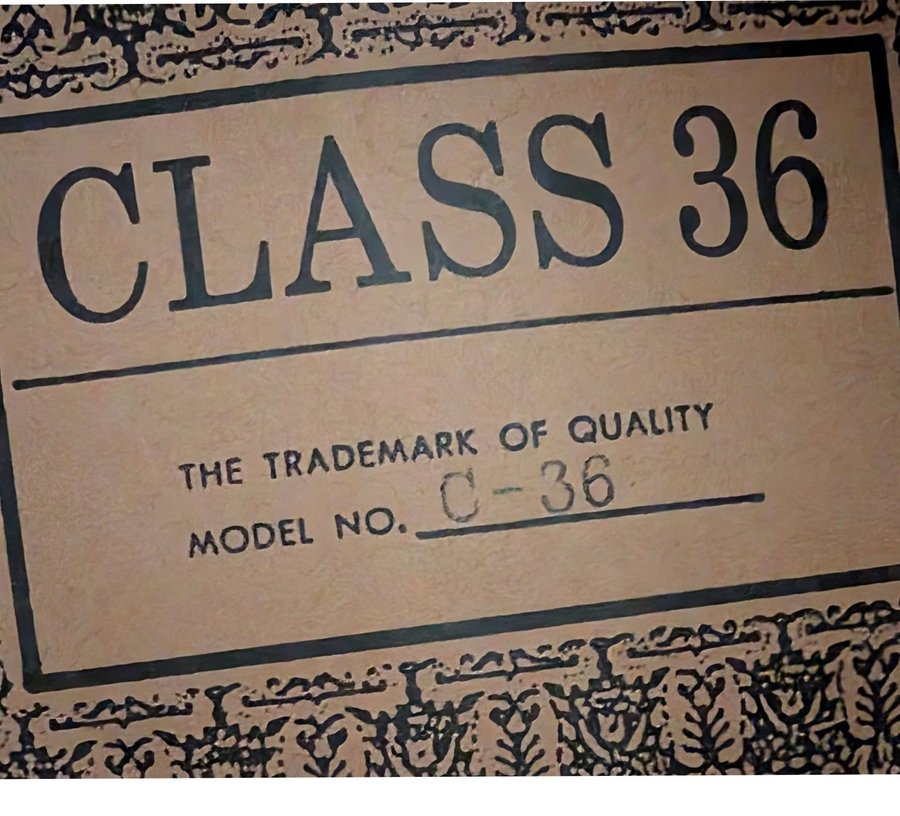 CLASS 36
THE TRADEMARK OF QUALITY
MODEL NO. C-36